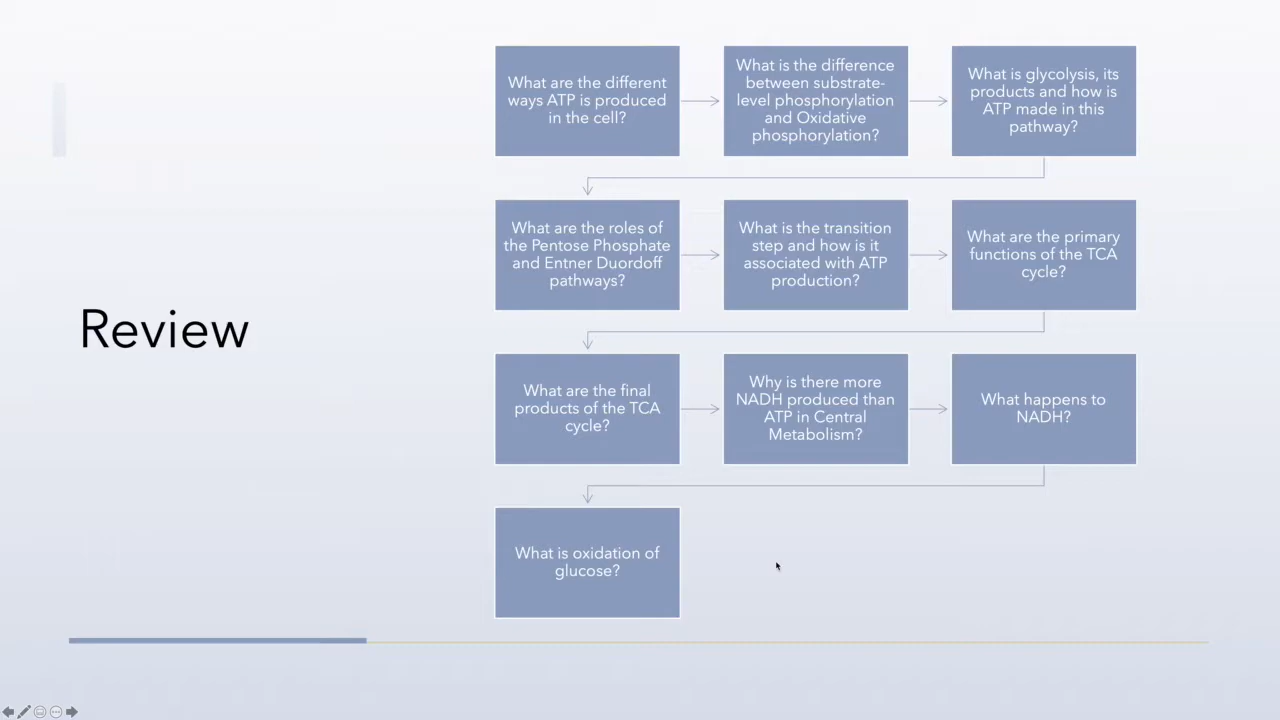 Review
What are the different
ways ATP is produced
in the cell?
What is the difference
between substrate-
level phosphorylation
and Oxidative
phosphorylation?
What is glycolysis, its
products and how is
ATP made in this
pathway?
What are the roles of
the Pentose Phosphate
and Entner Duordoff
pathways?
What is the transition
step and how is it
associated with ATP
production?
What are the primary
functions of the TCA
cycle?
What are the final
products of the TCA
cycle?
Why is there more
NADH produced than
ATP in Central
Metabolism?
What happens to
NADH?
What is oxidation of
glucose?